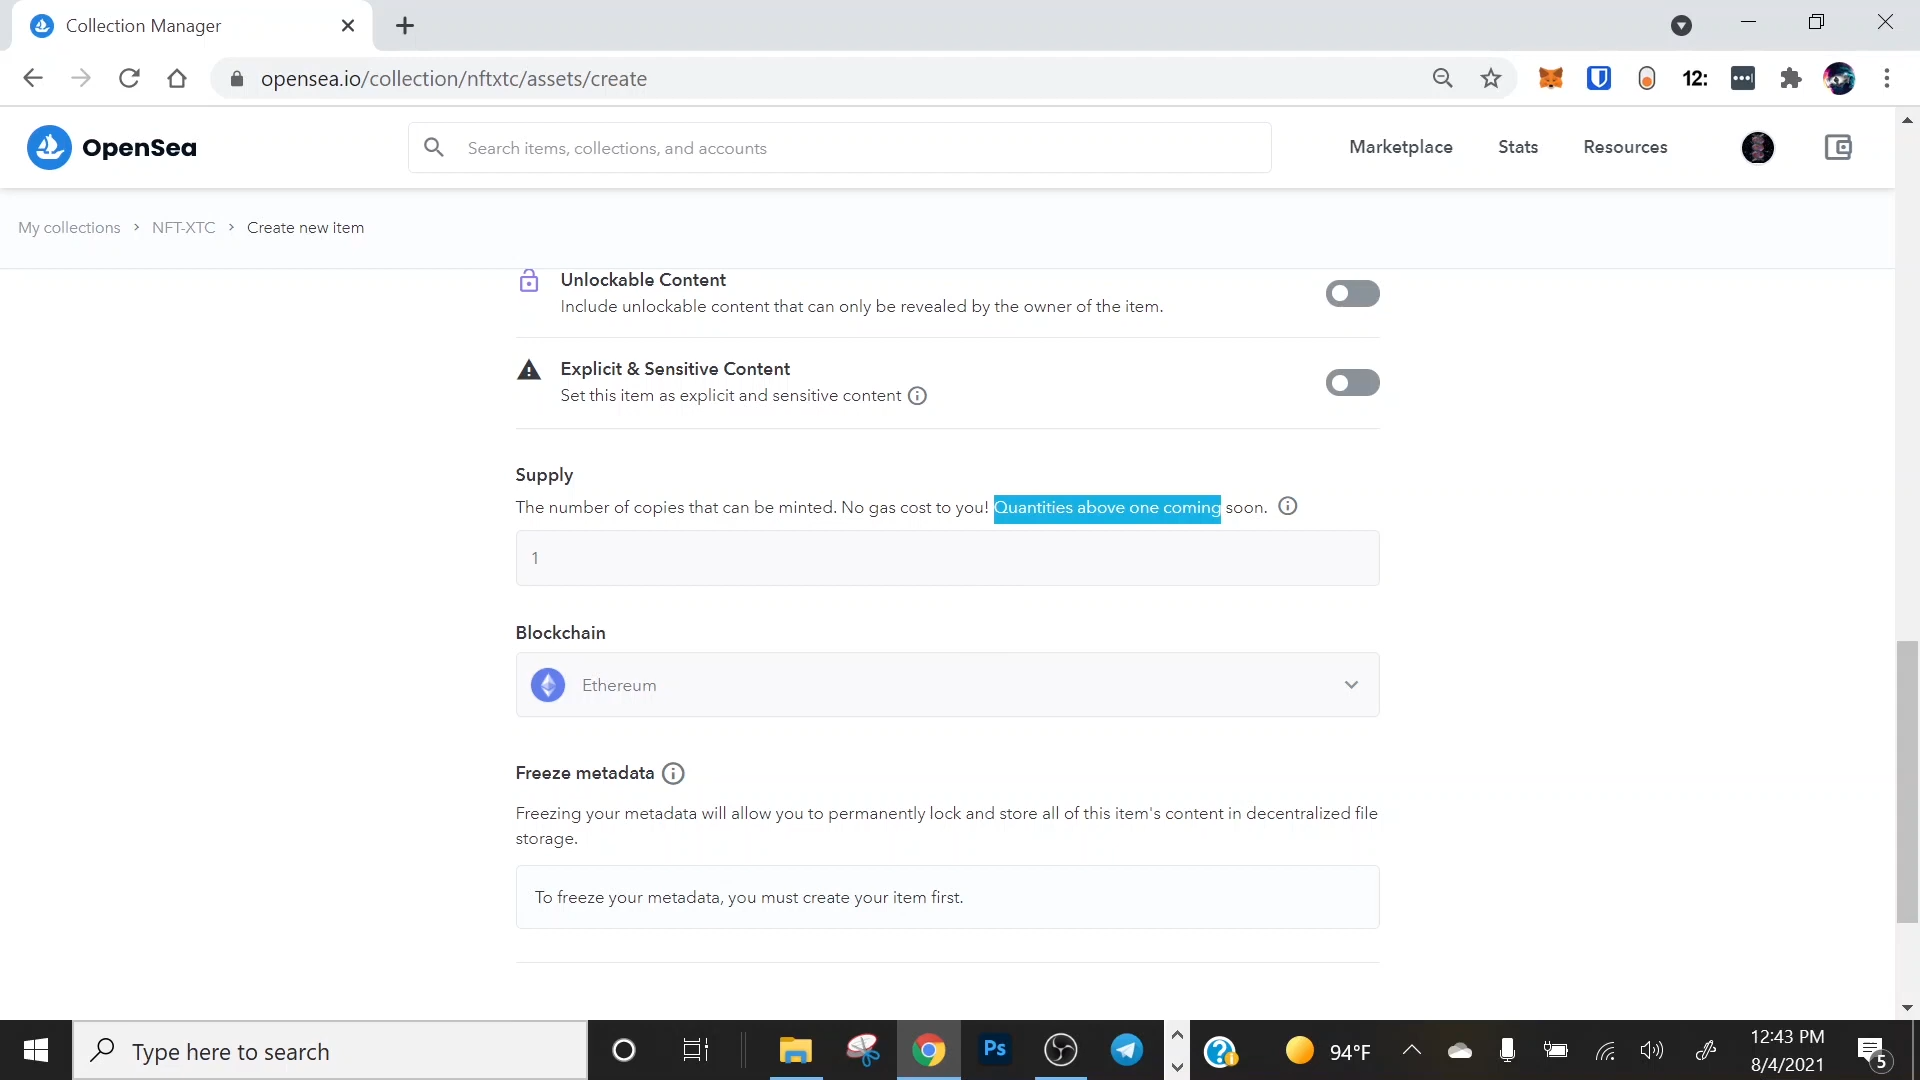 Collection Manager
opensea.io/collection/nftxtc/assets/create
12:
OpenSea
Search items, collections, and accounts
Marketplace
Stats
Resources
My collections > NFT-XTC > Create new item
Unlockable Content
Include unlockable content that can only be revealed by the owner of the item.
Explicit & Sensitive Content
Set this item as explicit and sensitive content
Supply
The number of copies that can be minted. No gas cost to you! Quantities above one coming soon.
1
Blockchain
Ethereum
Freeze metadata
Freezing your metadata will allow you to permanently lock and store all of this item's content in decentralized file
storage.
To freeze your metadata, you must create your item first.
Type here to search
Ps
94°F
12:43 PM
8/4/2021
5